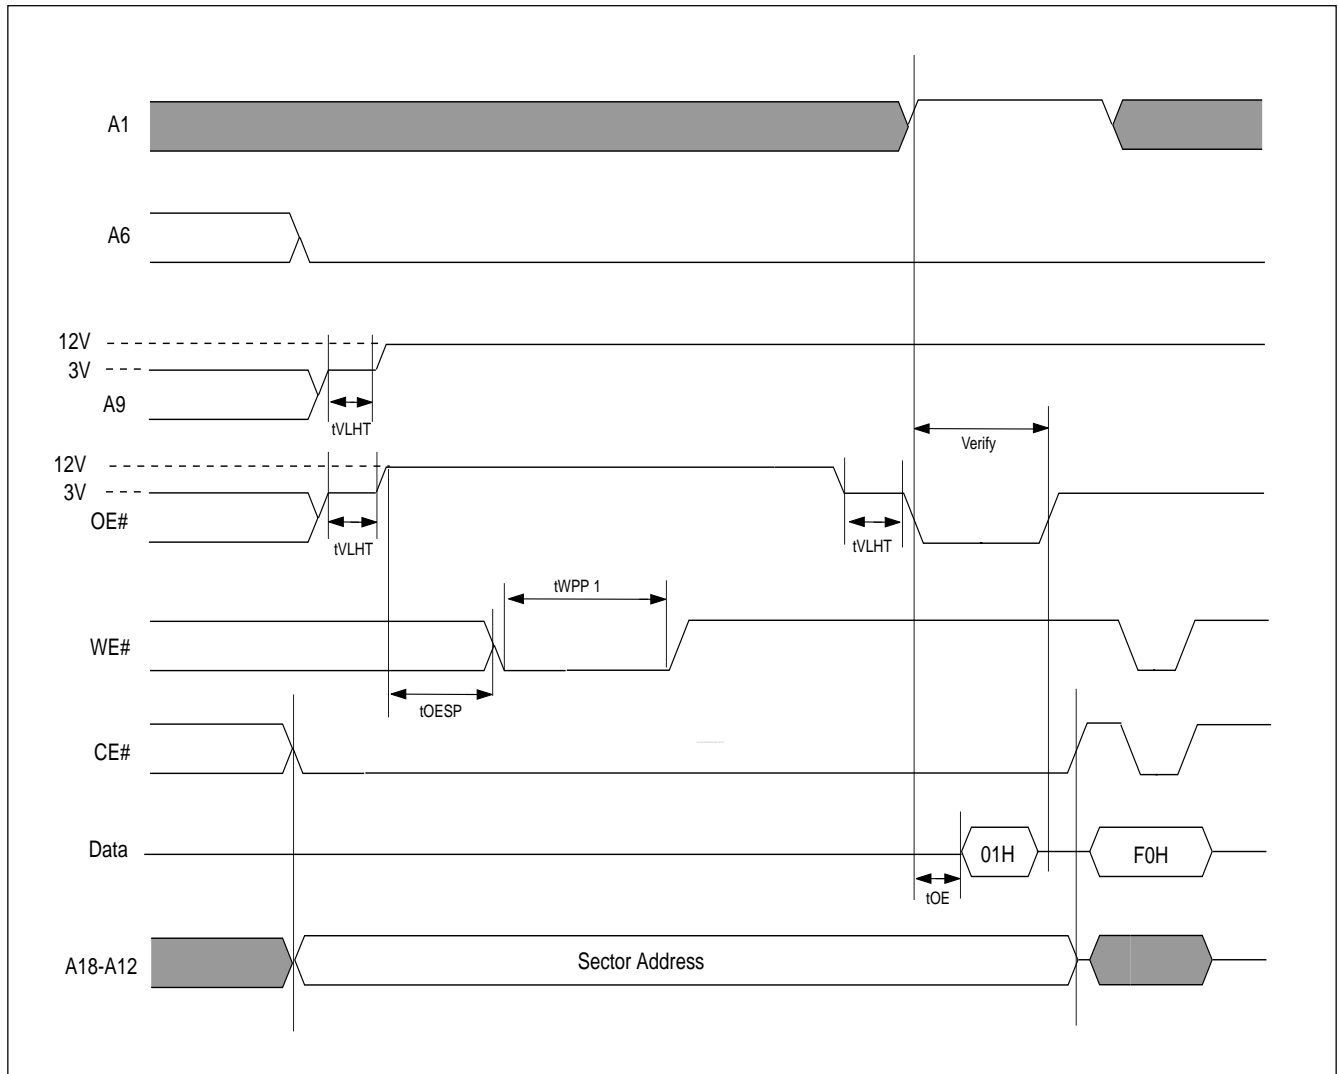 A1
A6
12V
3V
A9
tVLHT
Verify
12V
3V
OE#
tVLHT
tVLHT
tWPP 1
WE#
tOESP
CE#
Data
01H
F0H
tOE
A18-A12
Sector Address